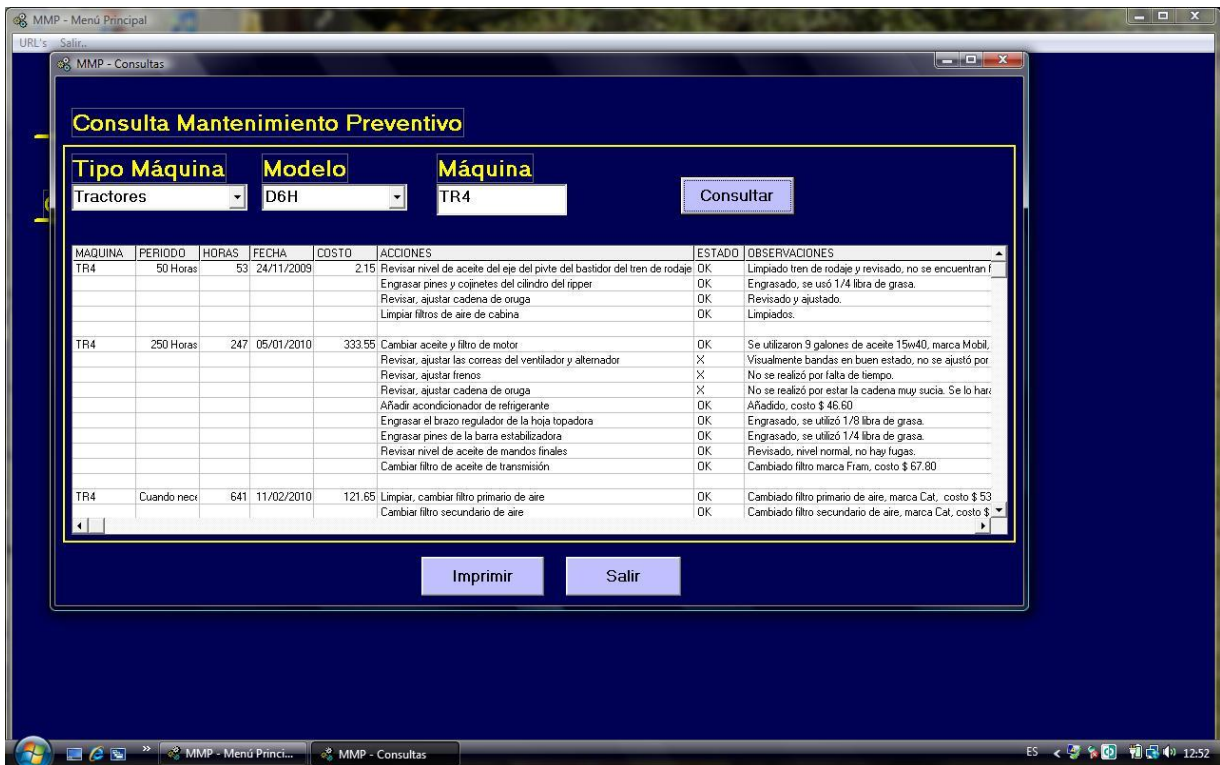 MMP - Menú Principal
URL's Salir..
MMP - Consultas
Consulta Mantenimiento Preventivo
Tipo Máquina Modelo Máquina
Tractores D6H TR4 Consultar
MAQUINA PERIODO HORAS FECHA COSTO ACCIONES ESTADO OBSERVACIONES
TR4 50 Horas 53 24/11/2009 2.15 Revisar nivel de aceite del eje del pivte del bastidor del tren de rodaje OK Limpiado tren de rodaje y revisado, no se encuentran
Engrasar pines y cojinetes del cilindro del ripper OK Engrasado, se usó 1/4 libra de grasa.
Revisar, ajustar cadena de oruga OK Revisado y ajustado.
Limpiar filtros de aire de cabina OK Limpiados.
TR4 250 Horas 247 05/01/2010 333.55 Cambiar aceite y filtro de motor OK Se utilizaron 9 galones de aceite 15w40, marca Mobil,
Revisar, ajustar las correas del ventilador y alternador X Visualmente bandas en buen estado, no se ajustó por
Revisar, ajustar frenos X No se realizó por falta de tiempo.
Revisar, ajustar cadena de oruga X No se realizó por estar la cadena muy sucia. Se lo hará
Añadir acondicionador de refrigerante OK Añadido, costo $ 46.60
Engrasar el brazo regulador de la hoja topadora OK Engrasado, se utilizó 1/8 libra de grasa.
Engrasar pines de la barra estabilizadora OK Engrasado, se utilizó 1/4 libra de grasa.
Revisar nivel de aceite de mandos finales OK Revisado, nivel normal, no hay fugas.
Cambiar filtro de aceite de transmisión OK Cambiado filtro marca Fram, costo $ 67.80
TR4 Cuando nece 641 11/02/2010 121.65 Limpiar, cambiar filtro primario de aire OK Cambiado filtro primario de aire, marca Cat, costo $ 53
Cambiar filtro secundario de aire OK Cambiado filtro secundario de aire, marca Cat, costo $
Imprimir Salir
MMP - Menú Princi... MMP - Consultas ES 12:52